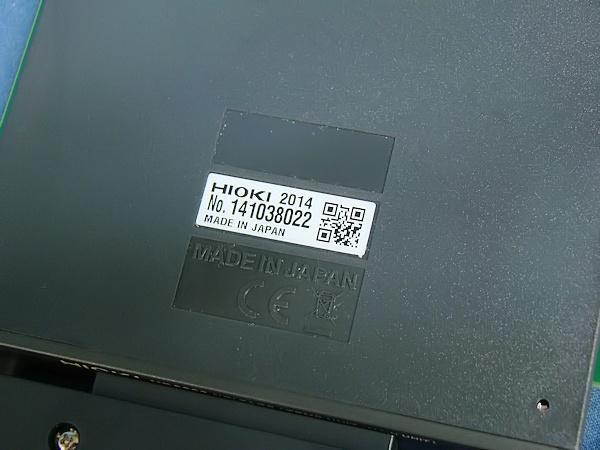 HIOKI 2014
No. 141038022
MADE IN JAPAN
MADE IN JAPAN
CE